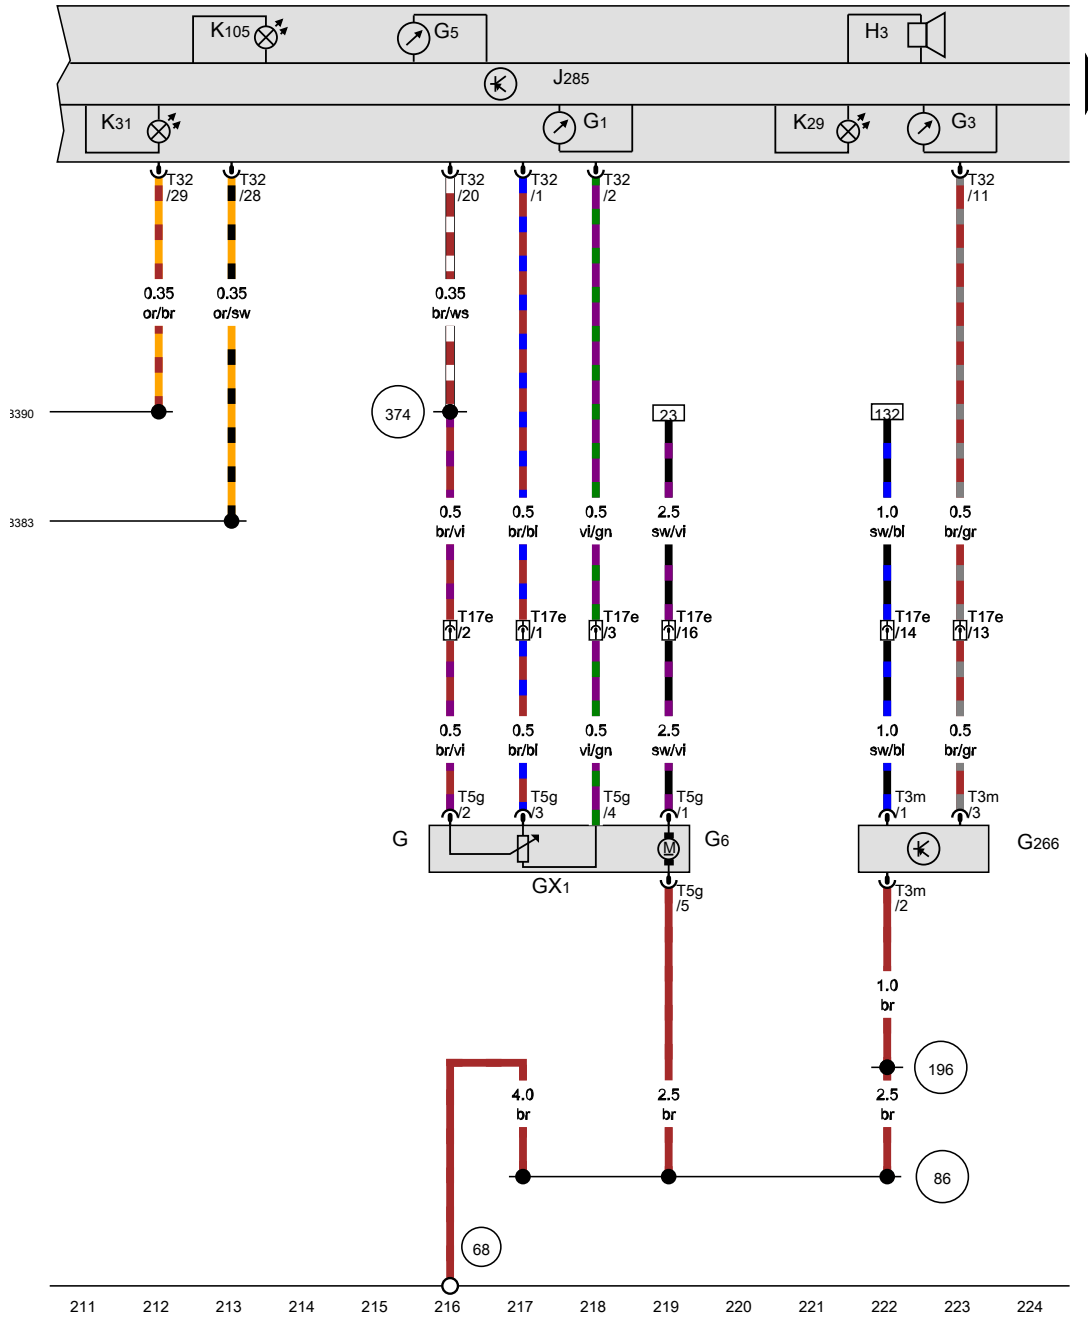 K105
G5
H3
J285
K31
G1
K29
G3
T32
/29
T32
/28
T32
/20
T32
/1
T32
/2
T32
/11
0.35
or/br
0.35
or/sw
0.35
br/ws
3390
374
23
132
3383
0.5
br/vi
0.5
br/bl
0.5
vi/gn
2.5
sw/vi
1.0
sw/bl
0.5
br/gr
T17e
/2
T17e
/1
T17e
/3
T17e
/16
T17e
/14
T17e
/13
0.5
br/vi
0.5
br/bl
0.5
vi/gn
2.5
sw/vi
1.0
sw/bl
0.5
br/gr
T5g
/2
T5g
/3
T5g
/4
T5g
/1
T3m
/1
T3m
/3
G
M
G6
G266
GX1
T5g
/5
T3m
/2
1.0
br
196
4.0
br
2.5
br
2.5
br
86
68
211 212 213 214 215 216 217 218 219 220 221 222 223 224